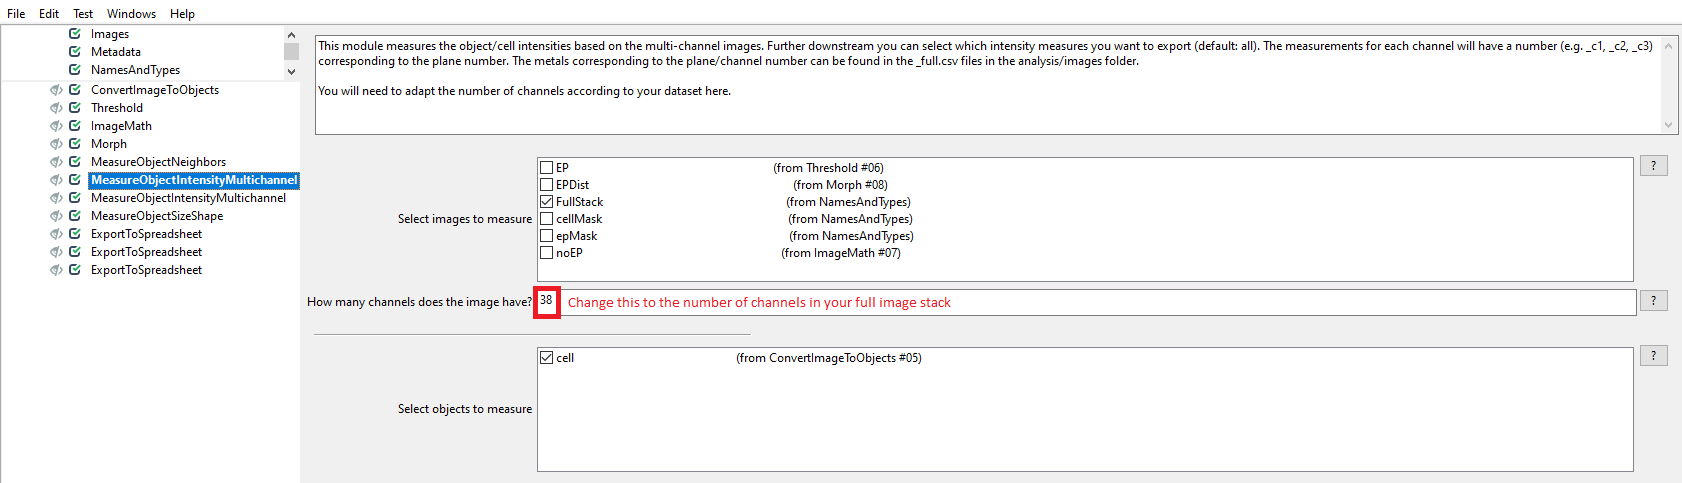 File Edit Test Windows Help
Images
Metadata
NamesAndTypes
ConvertImageToObjects
Threshold
ImageMath
Morph
MeasureObjectNeighbors
MeasureObjectIntensityMultichannel
MeasureObjectIntensityMultichannel
MeasureObjectSizeShape
ExportToSpreadsheet
ExportToSpreadsheet
ExportToSpreadsheet
This module measures the object/cell intensities based on the multi-channel images. Further downstream you can select which intensity measures you want to export (default: all). The measurements for each channel will have a number (e.g. _c1, _c2, _c3)
corresponding to the plane number. The metals corresponding to the plane/channel number can be found in the _full.csv files in the analysis/images folder.
You will need to adapt the number of channels according to your dataset here.
Select images to measure
EP (from Threshold #06)
EPDist (from Morph #08)
FullStack (from NamesAndTypes)
cellMask (from NamesAndTypes)
epMask (from NamesAndTypes)
noEP (from ImageMath #07)
?
How many channels does the image have? 38 Change this to the number of channels in your full image stack ?
Select objects to measure
cell (from ConvertImageToObjects #05)
?